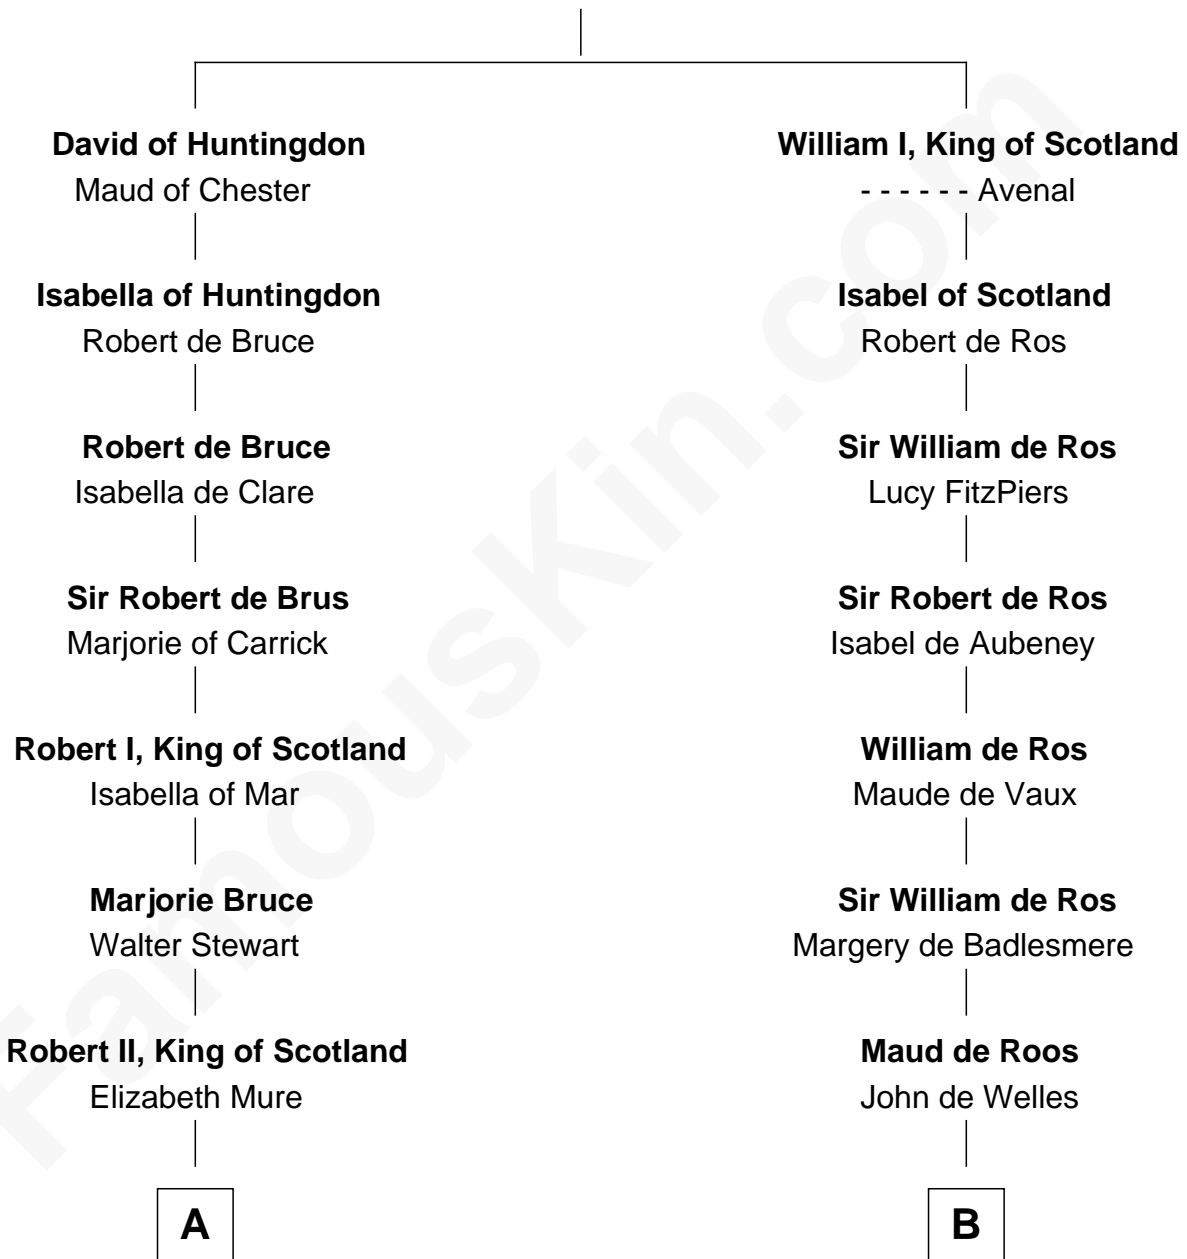 David of Huntingdon
Maud of Chester
Isabella of Huntingdon
Robert de Bruce
Robert de Bruce
Isabella de Clare
Sir Robert de Brus
Marjorie of Carrick
Robert I, King of Scotland
Isabella of Mar
Marjorie Bruce
Walter Stewart
Robert II, King of Scotland
Elizabeth Mure
A
William I, King of Scotland
- - - - - - Avenal
Isabel of Scotland
Robert de Ros
Sir William de Ros
Lucy FitzPiers
Sir Robert de Ros
Isabel de Aubeney
William de Ros
Maude de Vaux
Sir William de Ros
Margery de Badlesmere
Maud de Roos
John de Welles
B
FamousKin.com